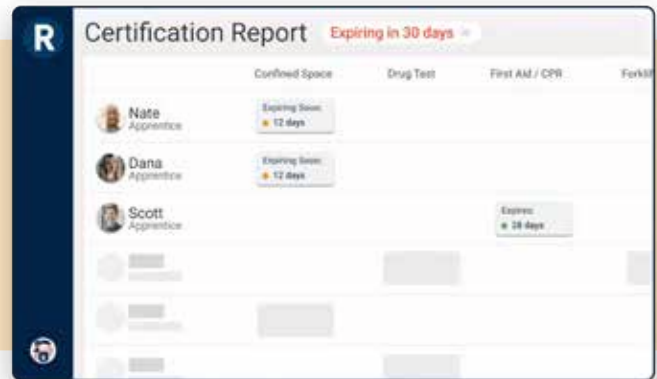 R
Certification Report Expiring in 30 days
Confined Space Drug Test First Aid / CPR Forklif
Nate
Apprentice
Expiring Soon:
12 days
Dana
Apprentice
Expiring Soon:
12 days
Scott
Apprentice
Expires:
28 days